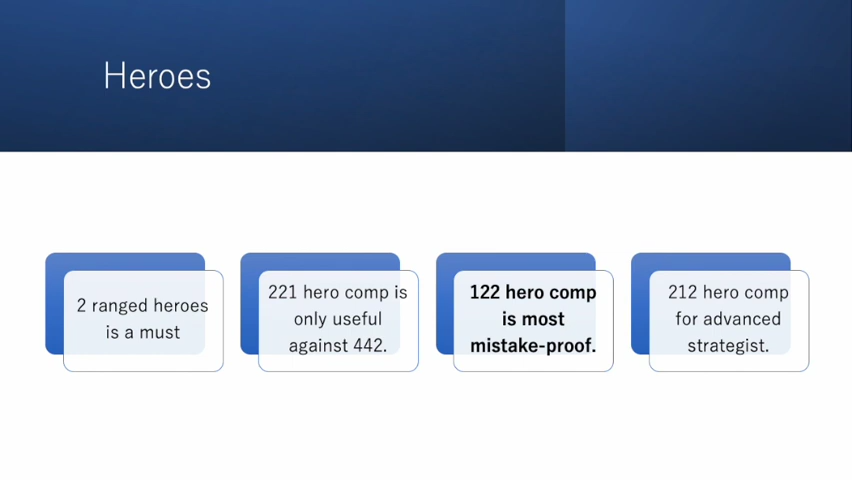 Heroes
2 ranged heroes
is a must
221 hero comp is
only useful
against 442.
122 hero comp
is most
mistake-proof.
212 hero comp
for advanced
strategist.